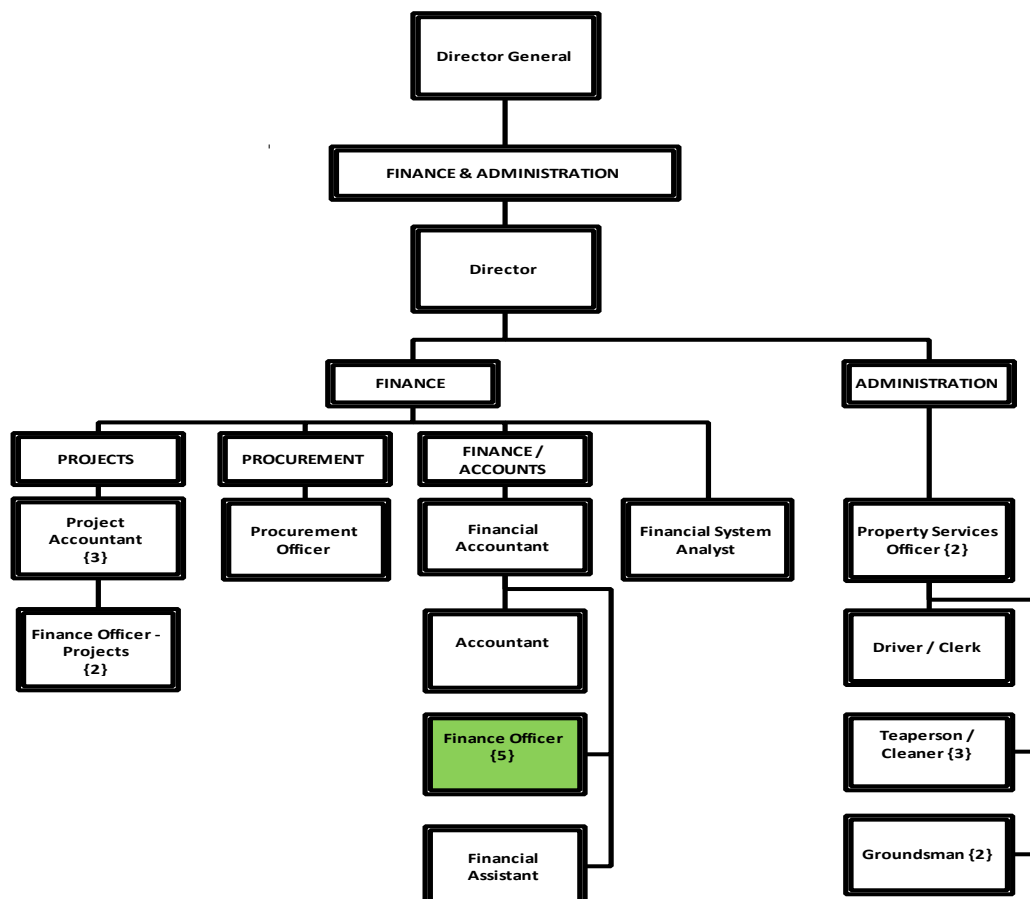 Director General
FINANCE & ADMINISTRATION
Director
FINANCE
ADMINISTRATION
PROJECTS
PROCUREMENT
FINANCE /
ACCOUNTS
Project
Accountant
{3}
Procurement
Officer
Financial
Accountant
Financial System
Analyst
Property Services
Officer {2}
Finance Officer -
Projects
{2}
Accountant
Driver / Clerk
Finance Officer
{5}
Teaperson /
Cleaner {3}
Financial
Assistant
Groundsman {2}